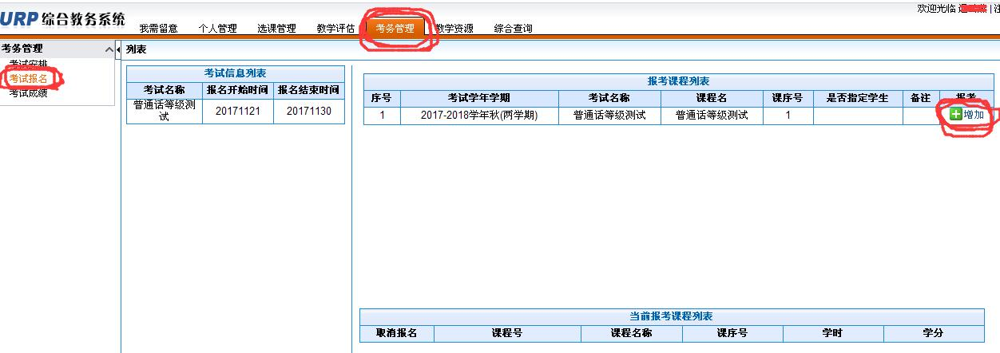 欢迎光临
URP 综合教务系统
我需留意 个人管理 选课管理 教学评估 考务管理 教学资源 综合查询
考务管理
考试安排
考试报名
考试成绩
列表
考试信息列表
考试名称 报名开始时间 报名结束时间
普通话等级测试 20171121 20171130
报考课程列表
序号 考试学年学期 考试名称 课程名 课序号 是否指定学生 备注 报考
1 2017-2018学年秋(两学期) 普通话等级测试 普通话等级测试 1 增加
当前报考课程列表
取消报名 课程号 课程名称 课序号 学时 学分